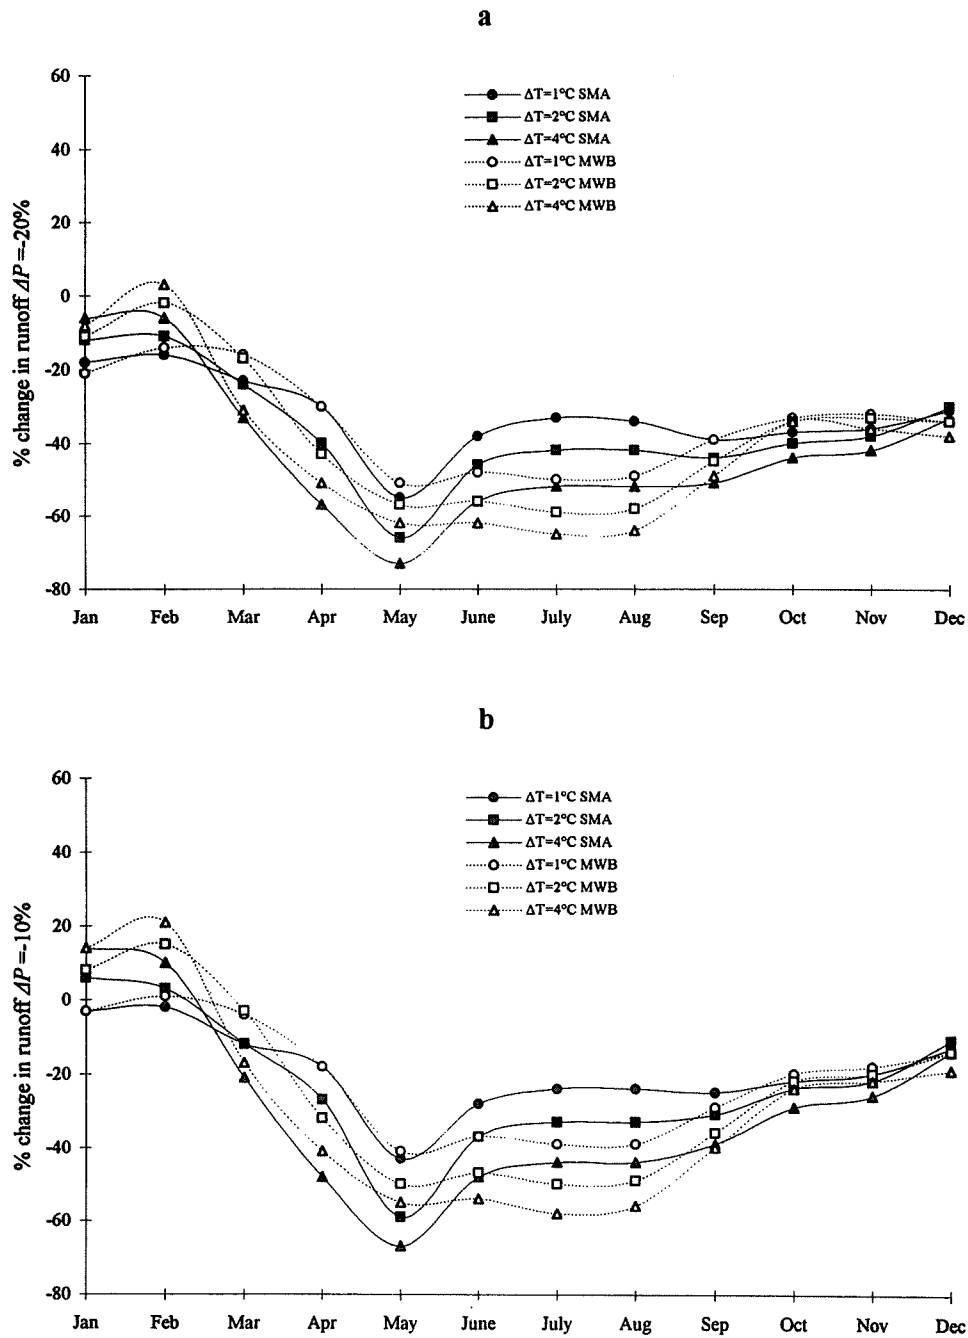 a
% change in runoff ΔP=-20%
60
40
20
0
-20
-40
-60
-80
ΔT=1°C SMA
ΔT=2°C SMA
ΔT=4°C SMA
ΔT=1°C MWB
ΔT=2°C MWB
ΔT=4°C MWB
Jan Feb Mar Apr May June July Aug Sep Oct Nov Dec
b
% change in runoff ΔP=-10%
60
40
20
0
-20
-40
-60
-80
ΔT=1°C SMA
ΔT=2°C SMA
ΔT=4°C SMA
ΔT=1°C MWB
ΔT=2°C MWB
ΔT=4°C MWB
Jan Feb Mar Apr May June July Aug Sep Oct Nov Dec